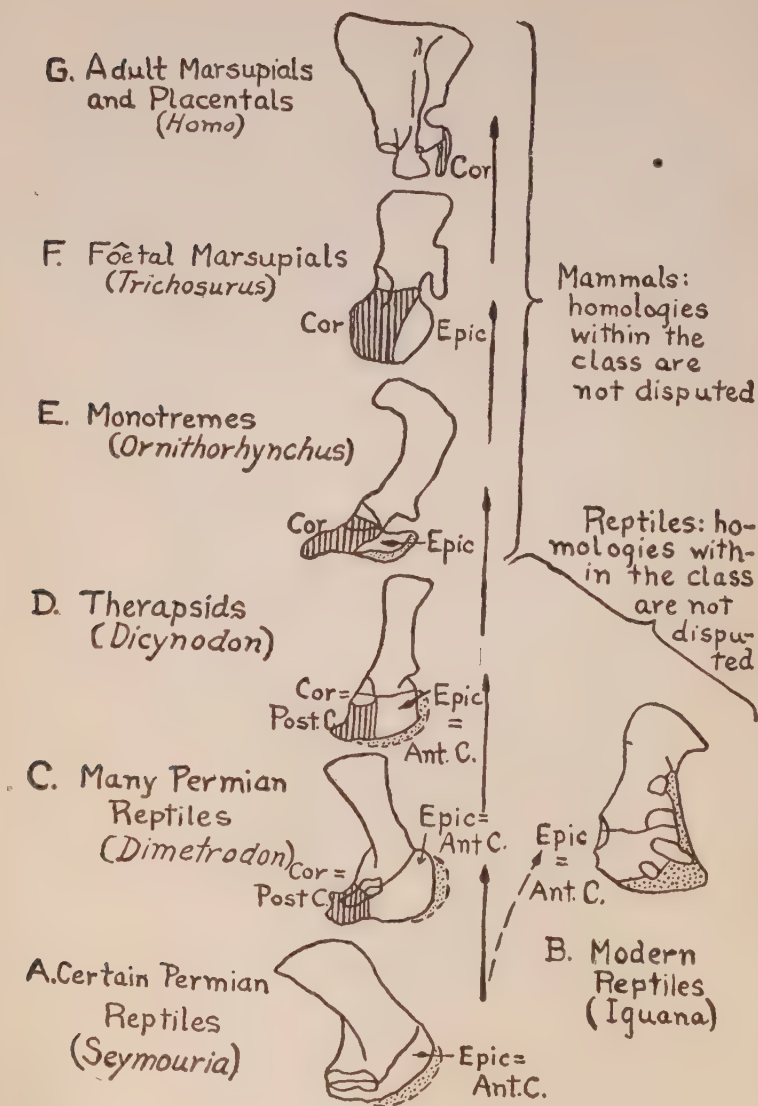 G. Adult Marsupials
and Placentals
(Homo)
Cor
F. Fôetal Marsupials
(Trichosurus)
Cor
Epic
Mammals:
homologies
within the
class are
not disputed
E. Monotremes
(Ornithorhynchus)
Cor
Epic
Reptiles: ho-
mologies with-
in the class
are not
dispu-
ted
D. Therapsids
(Dicynodon)
Cor=
Post.C.
Epic
=
Ant. C.
C. Many Permian
Reptiles
(Dimetrodon)
Cor=
Post C.
Epic=
Ant C.
Epic
=
Ant. C.
B. Modern
Reptiles
(Iguana)
A. Certain Permian
Reptiles
(Seymouria)
Epic=
Ant.C.